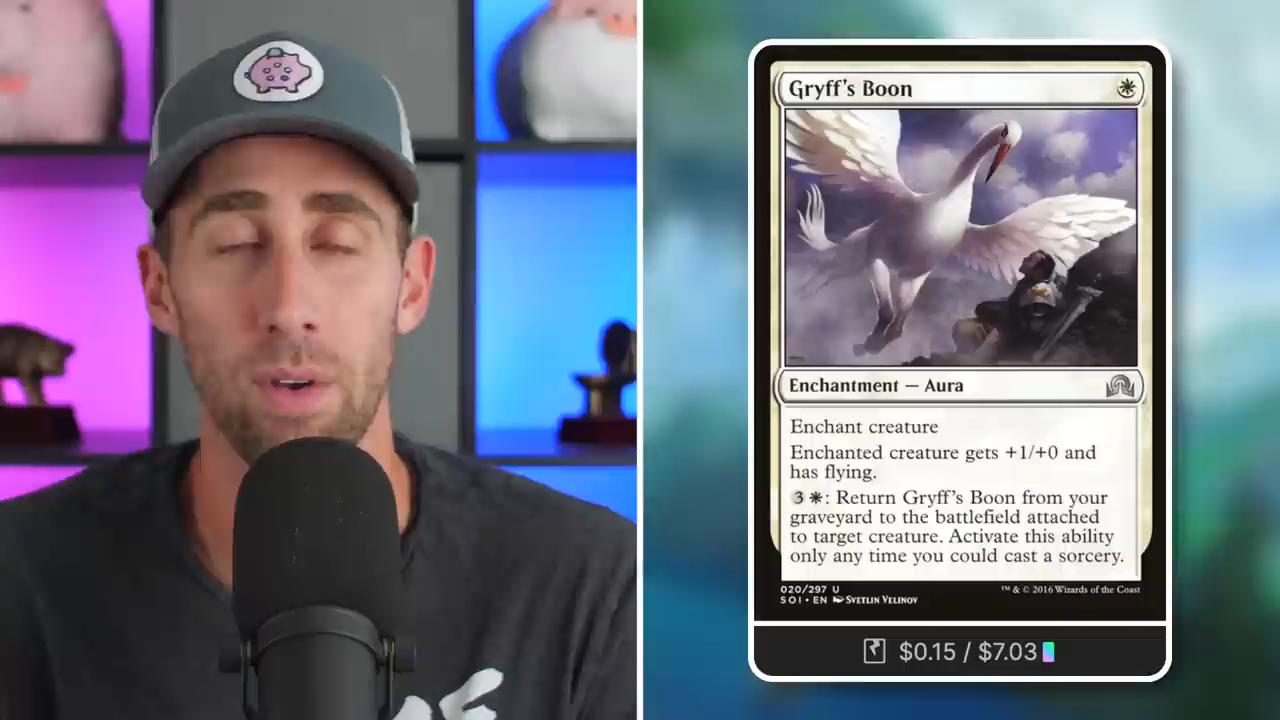 Gryff's Boon
Enchantment — Aura
Enchant creature
Enchanted creature gets +1/+0 and
has flying.
3: Return Gryff's Boon from your
graveyard to the battlefield attached
to target creature. Activate this ability
only any time you could cast a sorcery.
020/297 U
SOI • EN Svetlin Velinov
™ & © 2016 Wizards of the Coast
$0.15 / $7.03